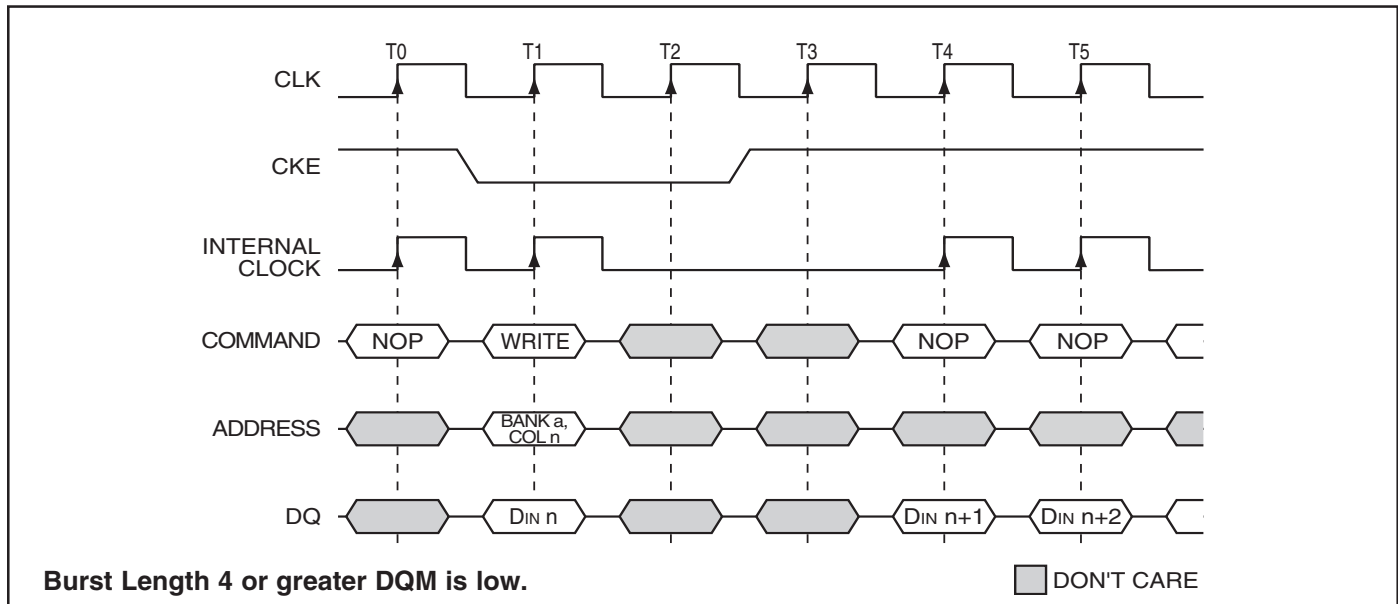 T0 T1 T2 T3 T4 T5
CLK
CKE
INTERNAL
CLOCK
COMMAND NOP WRITE NOP NOP
ADDRESS BANK a,
COL n
DQ DIN n DIN n+1 DIN n+2
Burst Length 4 or greater DQM is low. DON'T CARE